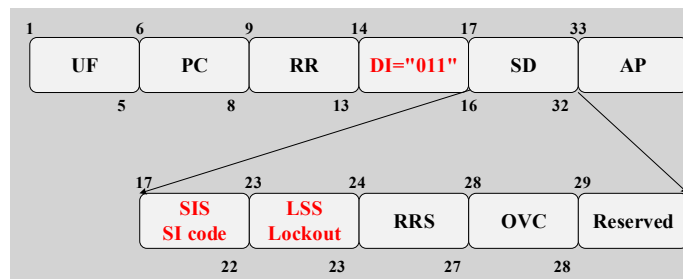 1 6 9 14 17 33
UF PC RR DI="011" SD AP
5 8 13 16 32
17 23 24 28 29
SIS LSS RRS OVC Reserved
SI code Lockout
22 23 27 28